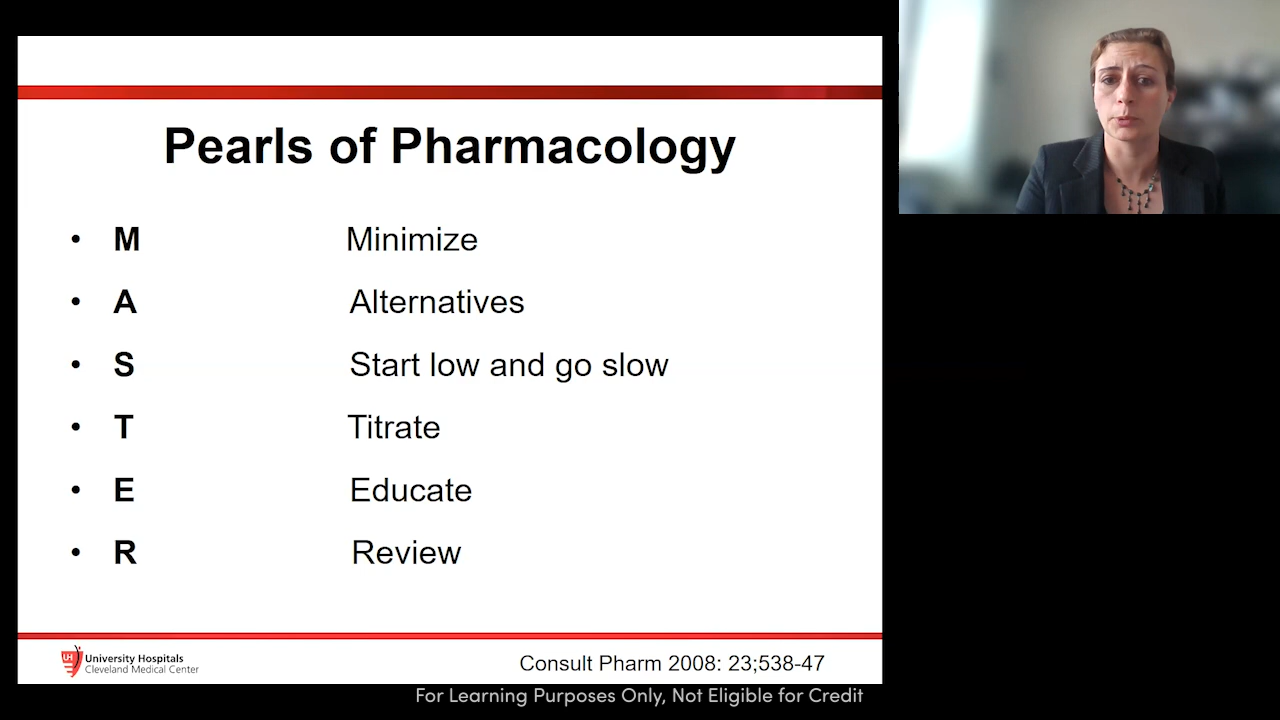 Pearls of Pharmacology
• M Minimize
• A Alternatives
• S Start low and go slow
• T Titrate
• E Educate
• R Review
UH University Hospitals
Cleveland Medical Center
Consult Pharm 2008: 23;538-47
For Learning Purposes Only, Not Eligible for Credit